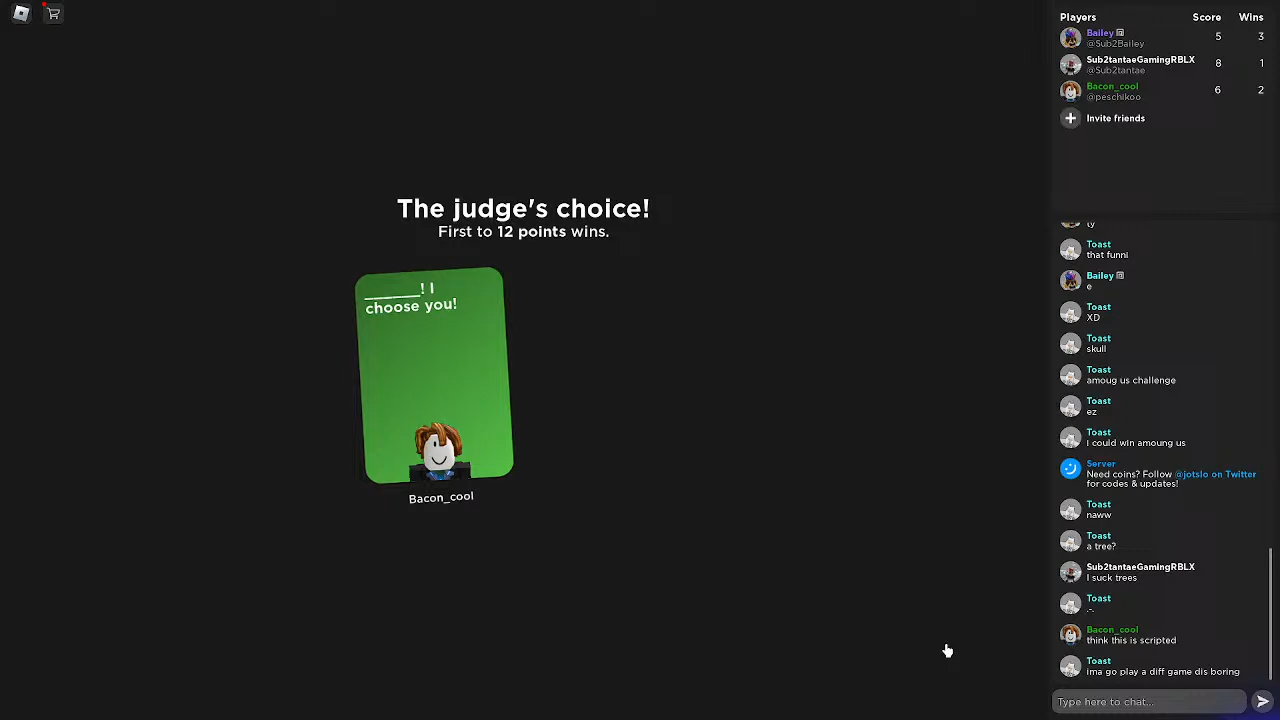 Players Score Wins
Bailey 5 3
@Sub2Bailey
Sub2tantaeGamingRBLX 8 1
@Sub2tantae
Bacon_cool 6 2
@peschikoo
Invite friends
The judge's choice!
First to 12 points wins.
______! I
choose you!
Bacon_cool
ty
Toast
that funni
Bailey
e
Toast
XD
Toast
skull
Toast
amoug us challenge
Toast
ez
Toast
I could win amoung us
Server
Need coins? Follow @jotslo on Twitter
for codes & updates!
Toast
naww
Toast
a tree?
Sub2tantaeGamingRBLX
I suck trees
Toast
.-.
Bacon_cool
think this is scripted
Toast
ima go play a diff game dis boring
Type here to chat...